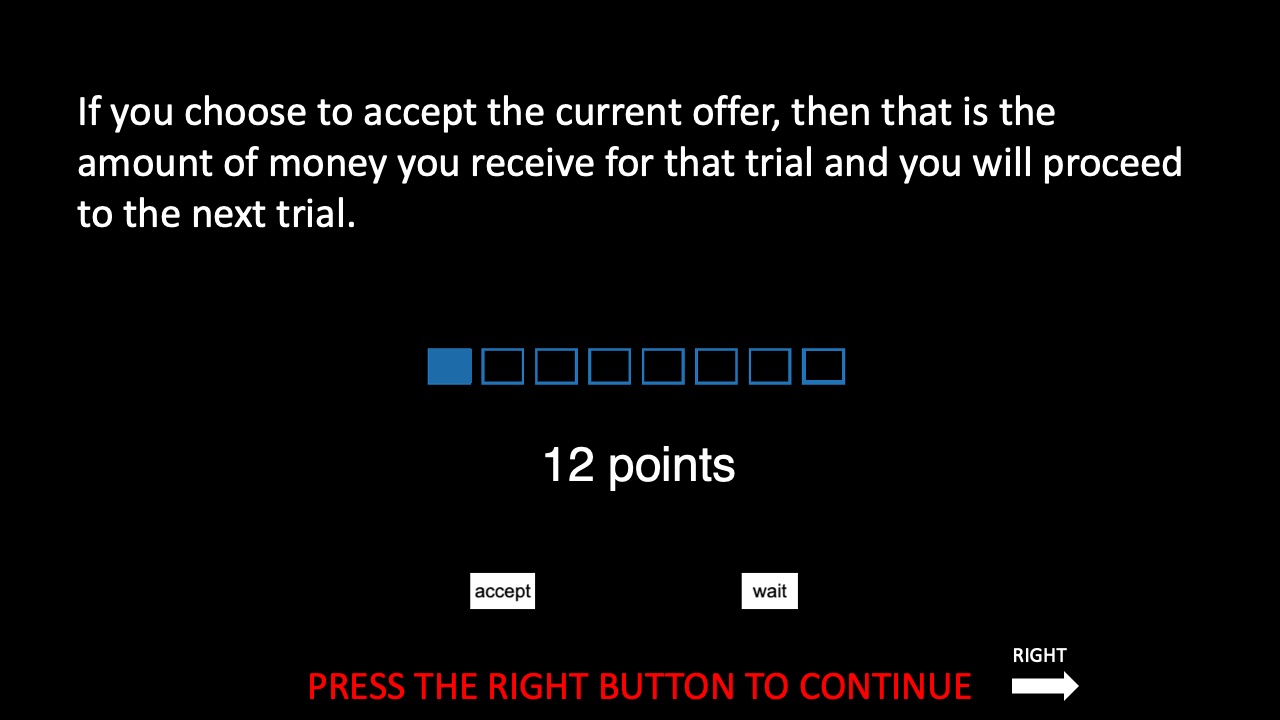 If you choose to accept the current offer, then that is the
amount of money you receive for that trial and you will proceed
to the next trial.
12 points
accept
wait
RIGHT
PRESS THE RIGHT BUTTON TO CONTINUE